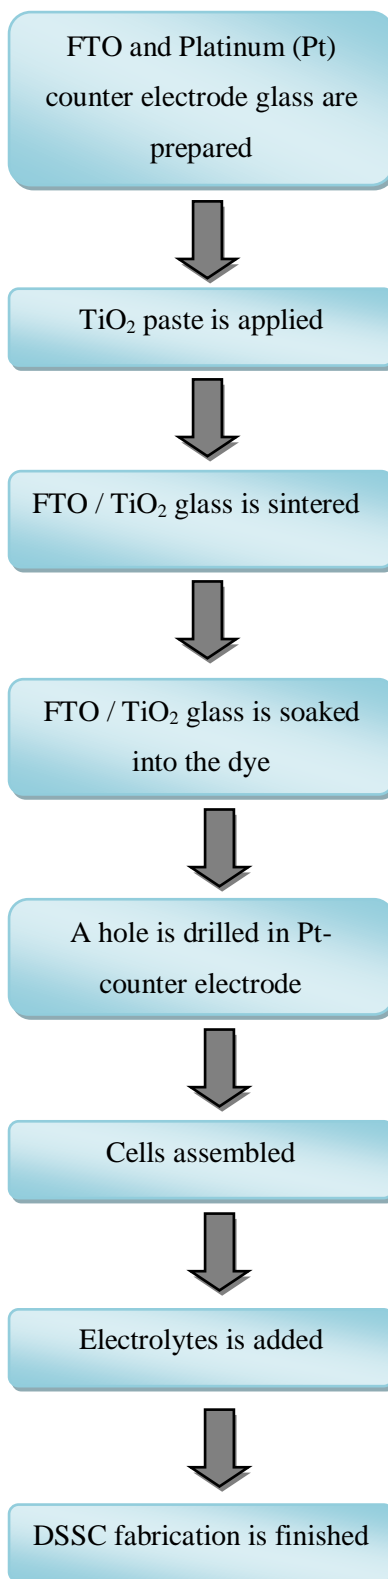 FTO and Platinum (Pt)
counter electrode glass are
prepared
TiO₂ paste is applied
FTO / TiO₂ glass is sintered
FTO / TiO₂ glass is soaked
into the dye
A hole is drilled in Pt-
counter electrode
Cells assembled
Electrolytes is added
DSSC fabrication is finished